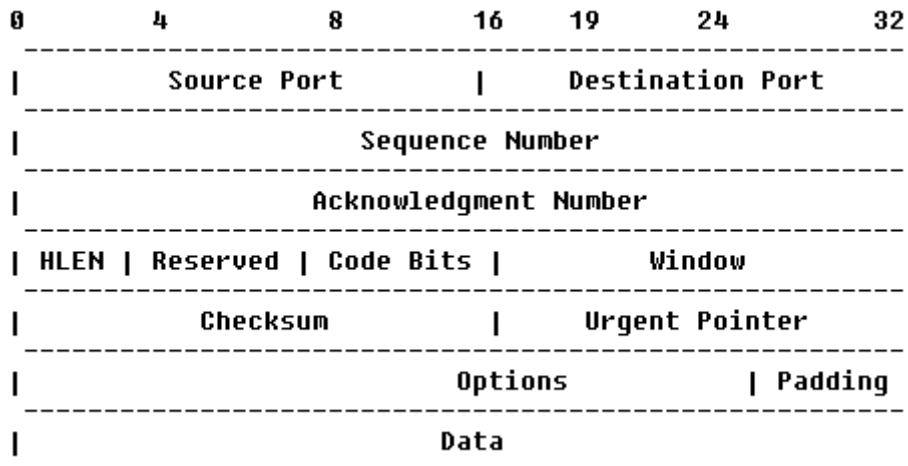 0 4 8 16 19 24 32
| Source Port | Destination Port
| Sequence Number
| Acknowledgment Number
| HLEN | Reserved | Code Bits | Window
| Checksum | Urgent Pointer
| Options | Padding
| Data